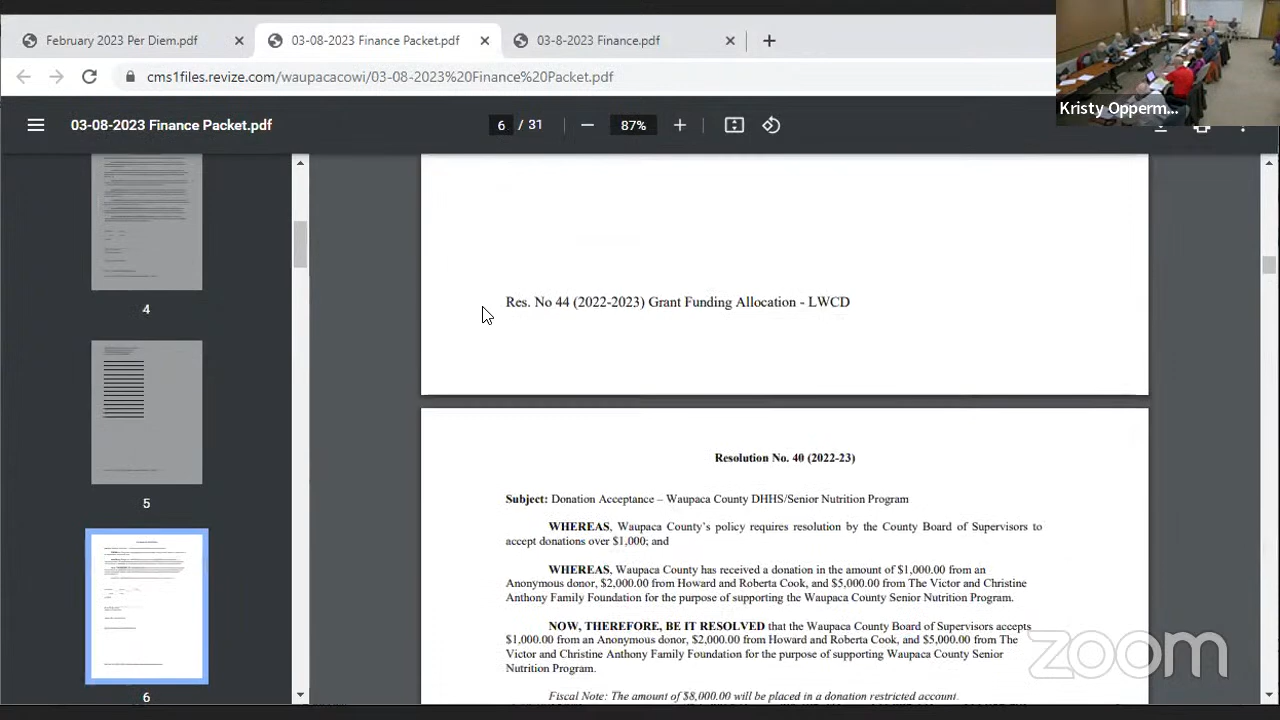 February 2023 Per Diem.pdf
03-08-2023 Finance Packet.pdf
03-8-2023 Finance.pdf
cms1files.revize.com/waupacacowi/03-08-2023%20Finance%20Packet.pdf
Kristy Opperm...
03-08-2023 Finance Packet.pdf
6 / 31
87%
4
5
6
Res. No 44 (2022-2023) Grant Funding Allocation - LWCD
Resolution No. 40 (2022-23)
Subject: Donation Acceptance – Waupaca County DHHS/Senior Nutrition Program
WHEREAS, Waupaca County's policy requires resolution by the County Board of Supervisors to
accept donations over $1,000; and
WHEREAS, Waupaca County has received a donation in the amount of $1,000.00 from an
Anonymous donor, $2,000.00 from Howard and Roberta Cook, and $5,000.00 from The Victor and Christine
Anthony Family Foundation for the purpose of supporting the Waupaca County Senior Nutrition Program.
NOW, THEREFORE, BE IT RESOLVED that the Waupaca County Board of Supervisors accepts
$1,000.00 from an Anonymous donor, $2,000.00 from Howard and Roberta Cook, and $5,000.00 from The
Victor and Christine Anthony Family Foundation for the purpose of supporting Waupaca County Senior
Nutrition Program.
Fiscal Note: The amount of $8,000.00 will be placed in a donation restricted account.
zoom